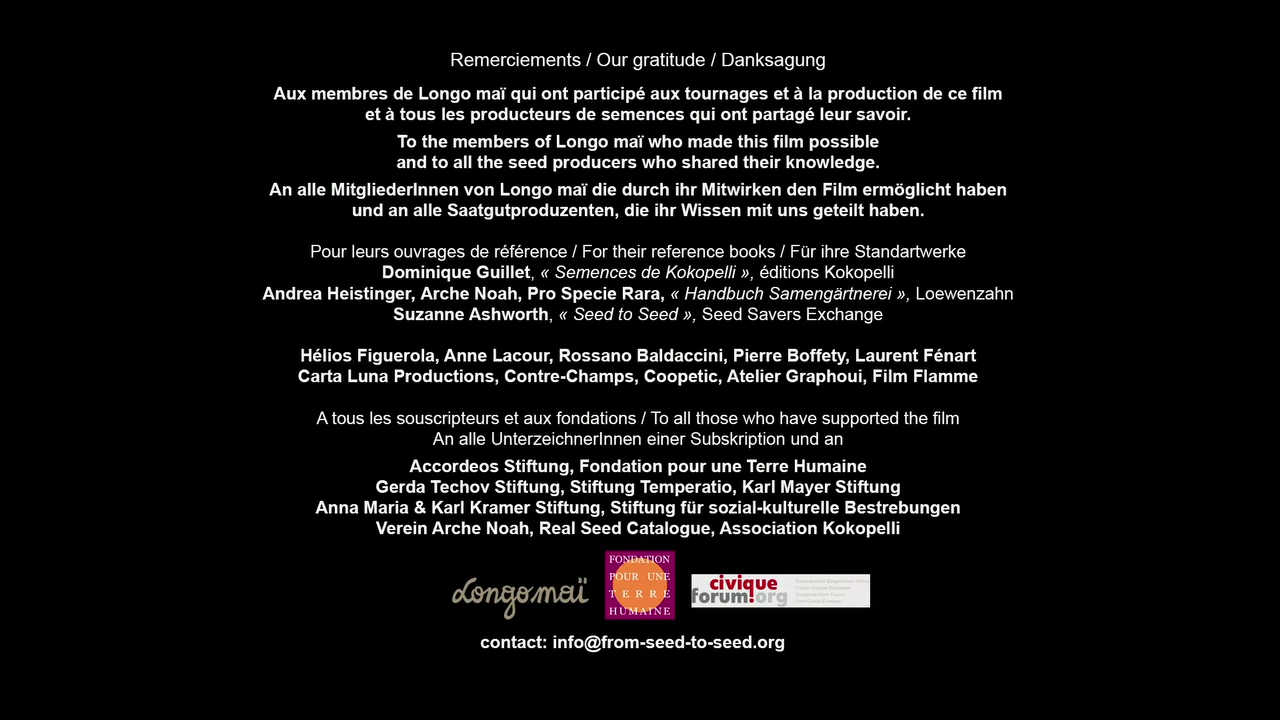 Remerciements / Our gratitude / Danksagung
Aux membres de Longo maï qui ont participé aux tournages et à la production de ce film
et à tous les producteurs de semences qui ont partagé leur savoir.
To the members of Longo maï who made this film possible
and to all the seed producers who shared their knowledge.
An alle MitgliederInnen von Longo maï die durch ihr Mitwirken den Film ermöglicht haben
und an alle Saatgutproduzenten, die ihr Wissen mit uns geteilt haben.
Pour leurs ouvrages de référence / For their reference books / Für ihre Standartwerke
Dominique Guillet, « Semences de Kokopelli », éditions Kokopelli
Andrea Heistinger, Arche Noah, Pro Specie Rara, « Handbuch Samengärtnerei », Loewenzahn
Suzanne Ashworth, « Seed to Seed », Seed Savers Exchange
Hélios Figuerola, Anne Lacour, Rossano Baldaccini, Pierre Boffety, Laurent Fénart
Carta Luna Productions, Contre-Champs, Coopetic, Atelier Graphoui, Film Flamme
A tous les souscripteurs et aux fondations / To all those who have supported the film
An alle UnterzeichnerInnen einer Subskription und an
Accordeos Stiftung, Fondation pour une Terre Humaine
Gerda Techov Stiftung, Stiftung Temperatio, Karl Mayer Stiftung
Anna Maria & Karl Kramer Stiftung, Stiftung für sozial-kulturelle Bestrebungen
Verein Arche Noah, Real Seed Catalogue, Association Kokopelli
Longo maï
FONDATION
POUR UNE
TERRE
HUMAINE
civique
forum!org
contact: info@from-seed-to-seed.org